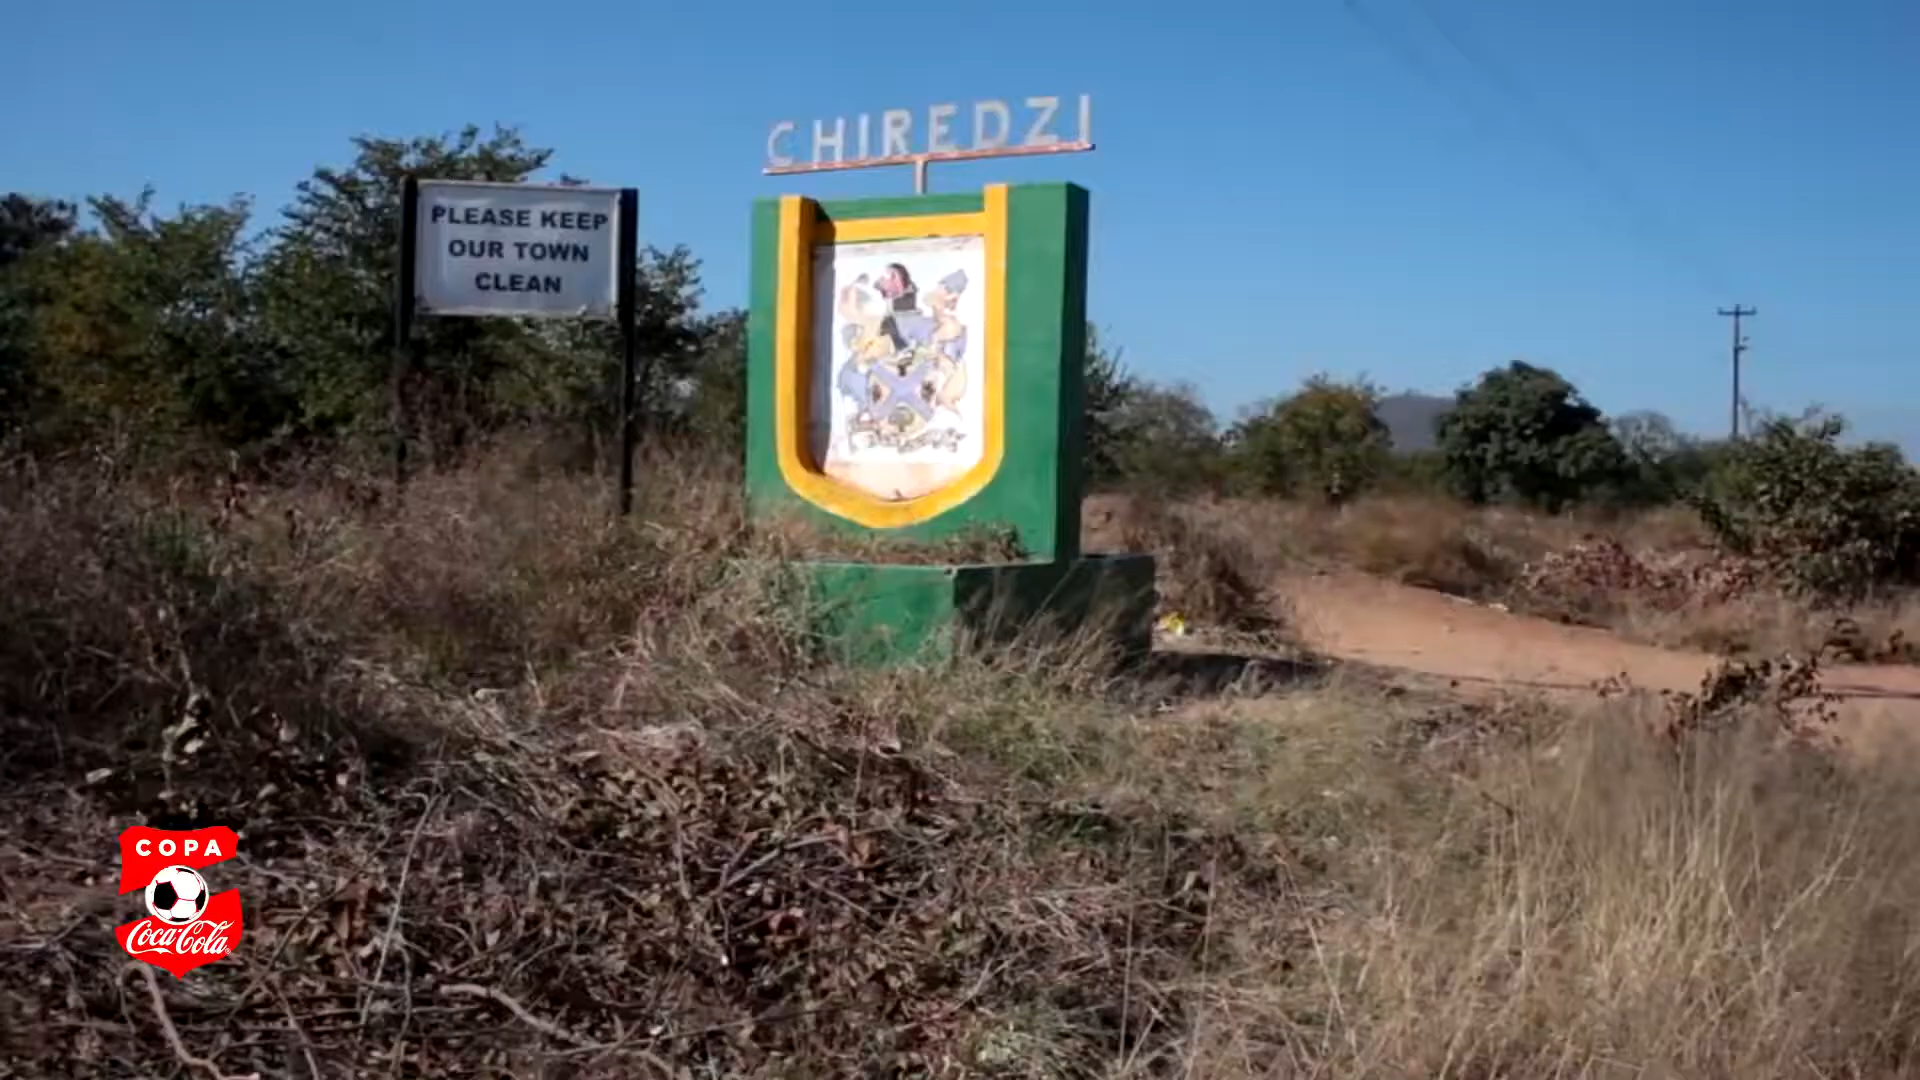 CHIREDZI
PLEASE KEEP
OUR TOWN
CLEAN
COPA
Coca-Cola